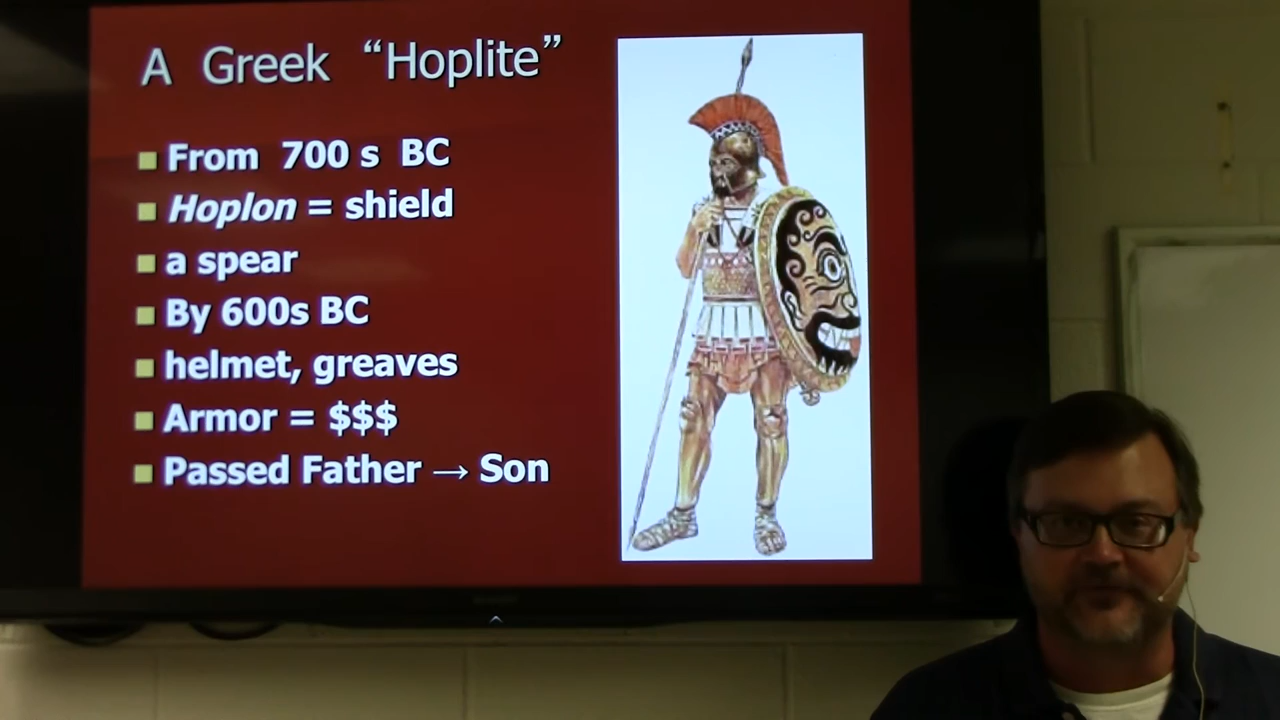 A Greek “Hoplite”
From 700 s BC
Hoplon = shield
a spear
By 600s BC
helmet, greaves
Armor = $$$
Passed Father → Son